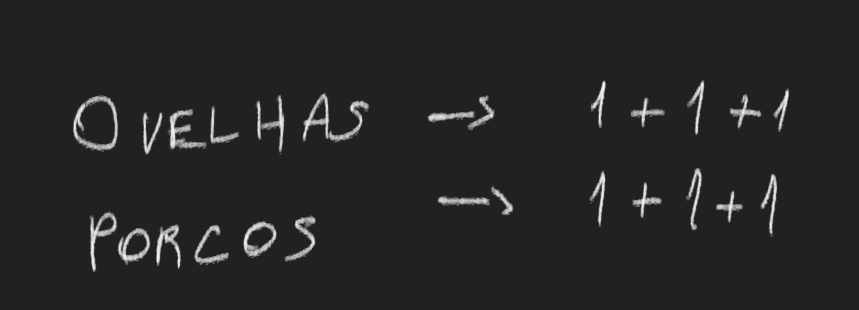 OVELHAS → 1 + 1 + 1
PORCOS → 1 + 1 + 1